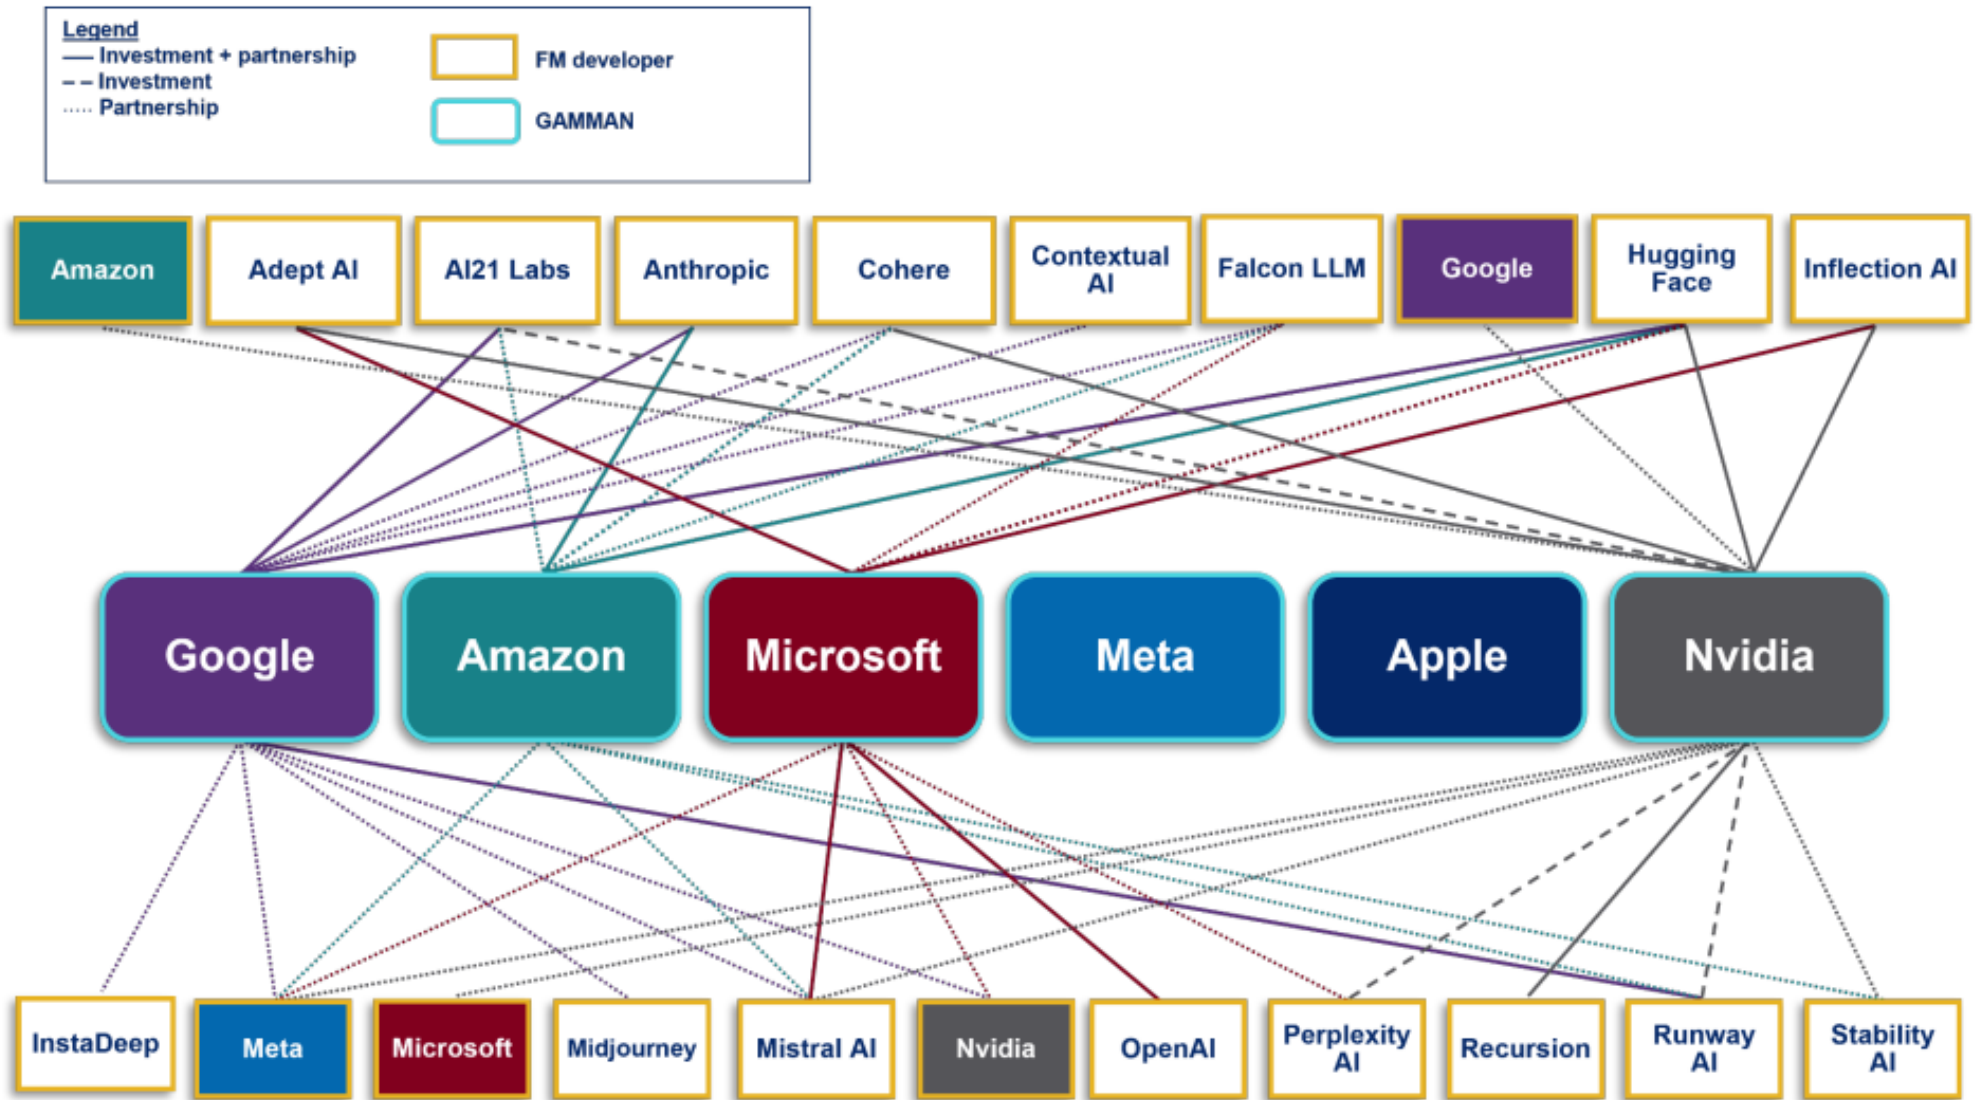 Legend
Investment + partnership
Investment
Partnership
FM developer
GAMMAN
Amazon
Adept AI
AI21 Labs
Anthropic
Cohere
Contextual
AI
Falcon LLM
Google
Hugging
Face
Inflection AI
Google
Amazon
Microsoft
Meta
Apple
Nvidia
InstaDeep
Meta
Microsoft
Midjourney
Mistral AI
Nvidia
OpenAI
Perplexity
AI
Recursion
Runway
AI
Stability
AI